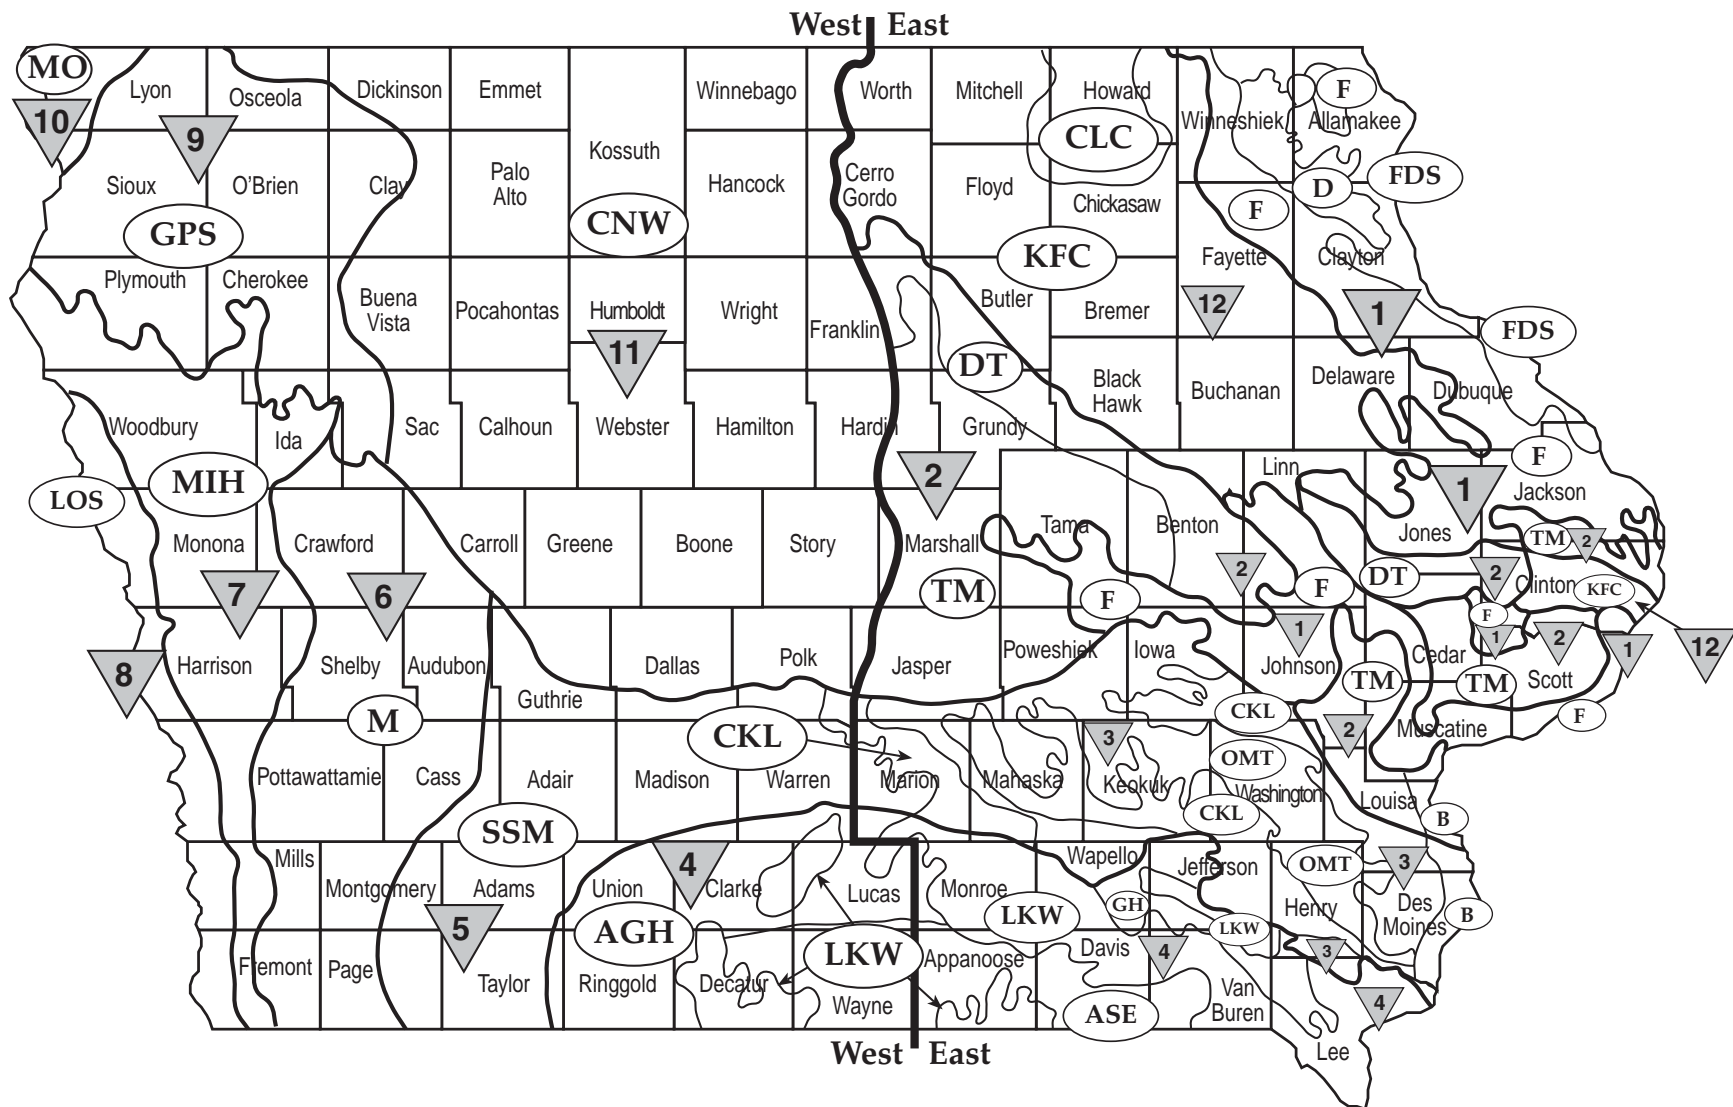 West East
MO
Lyon
Osceola
Dickinson
Emmet
Winnebago
Worth
Mitchell
Howard
F
10
9
Kossuth
CLC
Winneshiek
Allamakee
Sioux
O'Brien
Clay
Palo
Alto
Hancock
Cerro
Gordo
Floyd
Chickasaw
D
FDS
GPS
CNW
F
KFC
Fayette
Clayton
Plymouth
Cherokee
Buena
Vista
Pocahontas
Humboldt
Wright
Franklin
Butler
Bremer
12
1
FDS
11
DT
Black
Hawk
Buchanan
Delaware
Dubuque
Woodbury
Ida
Sac
Calhoun
Webster
Hamilton
Hardin
Grundy
F
LOS
MIH
2
Linn
1
Jackson
Monona
Crawford
Carroll
Greene
Boone
Story
Marshall
Tama
Benton
Jones
TM
2
7
6
TM
F
2
F
DT
2
Clinton
KFC
F
8
Harrison
Shelby
Audubon
Guthrie
Dallas
Polk
Jasper
Poweshiek
Iowa
1
Johnson
Cedar
1
2
1
12
TM
TM
Scott
M
CKL
CKL
F
3
2
Muscatine
OMT
Pottawattamie
Cass
Adair
Madison
Warren
Marion
Mahaska
Keokuk
Washington
Louisa
SSM
CKL
B
Mills
Montgomery
Adams
Union
4
Clarke
Lucas
Monroe
Wapello
Jefferson
OMT
3
5
AGH
LKW
GH
LKW
Henry
Des
Moines
B
Fremont
Page
Taylor
Ringgold
Decatur
LKW
Wayne
Appanoose
Davis
4
3
ASE
Van
Buren
4
Lee
West East